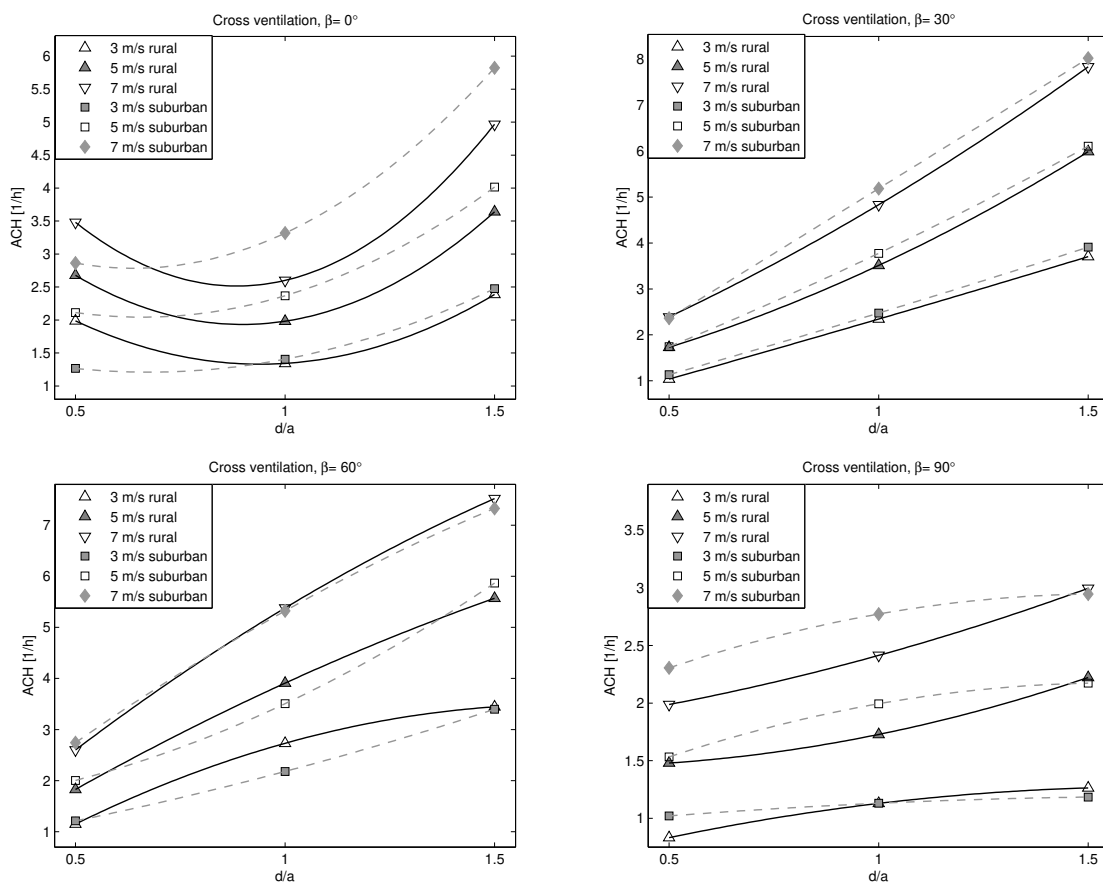 Cross ventilation, β= 0°
6
5.5
5
4.5
4
3.5
3
2.5
2
1.5
1
ACH [1/h]
3 m/s rural
5 m/s rural
7 m/s rural
3 m/s suburban
5 m/s suburban
7 m/s suburban
0.5 1 1.5
d/a
Cross ventilation, β= 30°
8
7
6
5
4
3
2
1
ACH [1/h]
3 m/s rural
5 m/s rural
7 m/s rural
3 m/s suburban
5 m/s suburban
7 m/s suburban
0.5 1 1.5
d/a
Cross ventilation, β= 60°
7
6
5
4
3
2
1
ACH [1/h]
3 m/s rural
5 m/s rural
7 m/s rural
3 m/s suburban
5 m/s suburban
7 m/s suburban
0.5 1 1.5
d/a
Cross ventilation, β= 90°
3.5
3
2.5
2
1.5
1
ACH [1/h]
3 m/s rural
5 m/s rural
7 m/s rural
3 m/s suburban
5 m/s suburban
7 m/s suburban
0.5 1 1.5
d/a